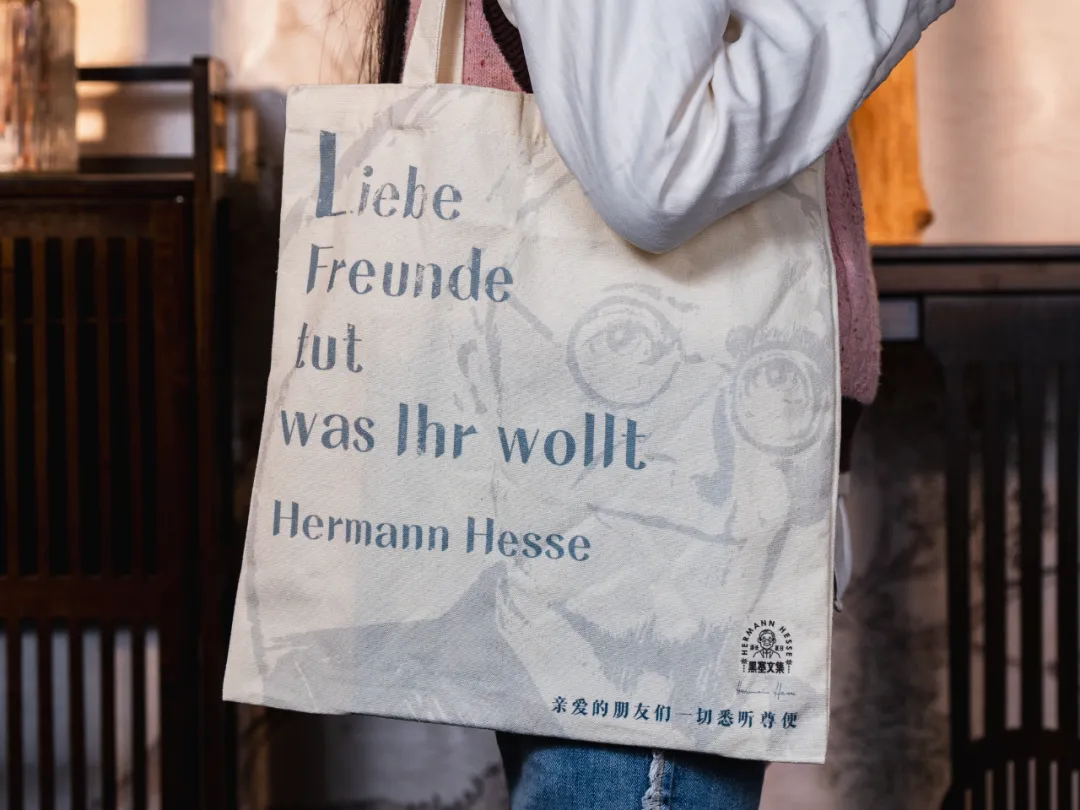 Liebe
Freunde
tut
was Ihr wollt
Hermann Hesse
HERMANN HESSE
黑塞文集
亲爱的朋友们一切悉听尊便